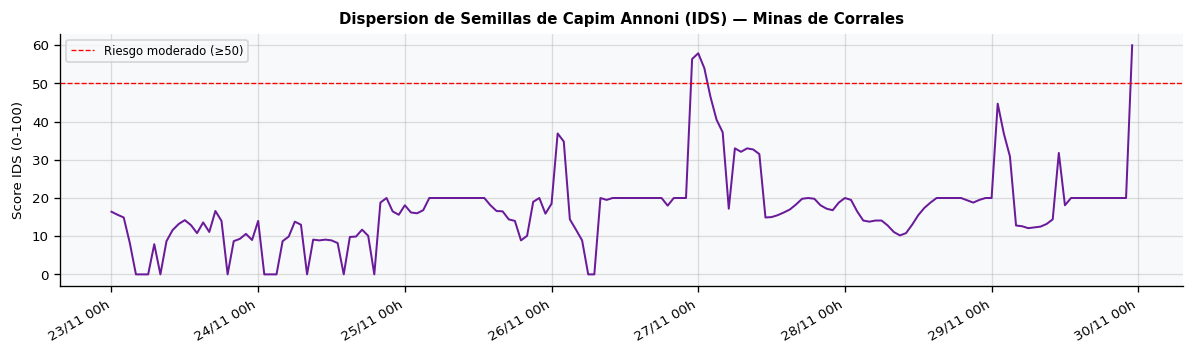 Dispersion de Semillas de Capim Annoni (IDS) — Minas de Corrales
Riesgo moderado (≥50)
Score IDS (0-100)
60
50
40
30
20
10
0
23/11 00h
24/11 00h
25/11 00h
26/11 00h
27/11 00h
28/11 00h
29/11 00h
30/11 00h